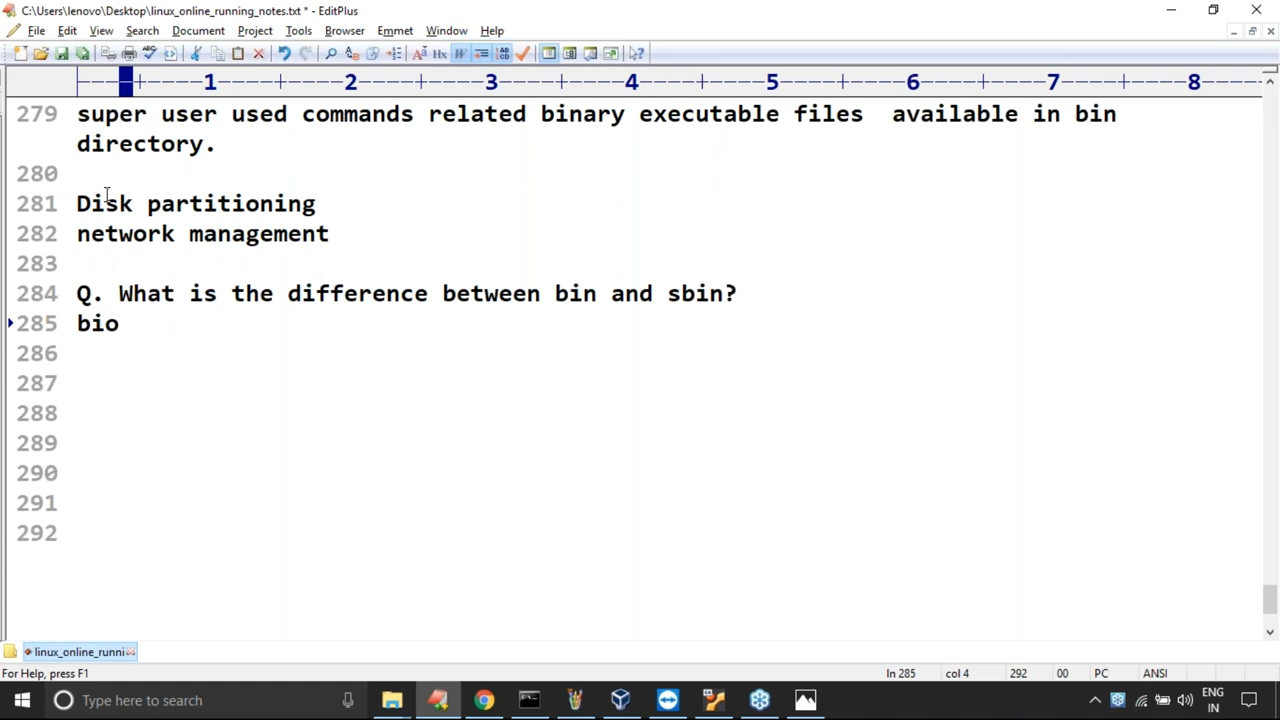 C:\Users\lenovo\Desktop\linux_online_running_notes.txt * - EditPlus
File Edit View Search Document Project Tools Browser Emmet Window Help
1 2 3 4 5 6 7 8
279 super user used commands related binary executable files  available in bin
directory.
280
281 Disk partitioning
282 network management
283
284 Q. What is the difference between bin and sbin?
285 bio
286
287
288
289
290
291
292
linux_online_runni
For Help, press F1 ln 285 col 4 292 00 PC ANSI
Type here to search
ENG
IN